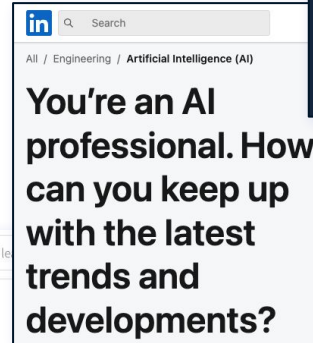 in Search
All / Engineering / Artificial Intelligence (AI)
You're an AI
professional. How
can you keep up
with the latest
trends and
developments?